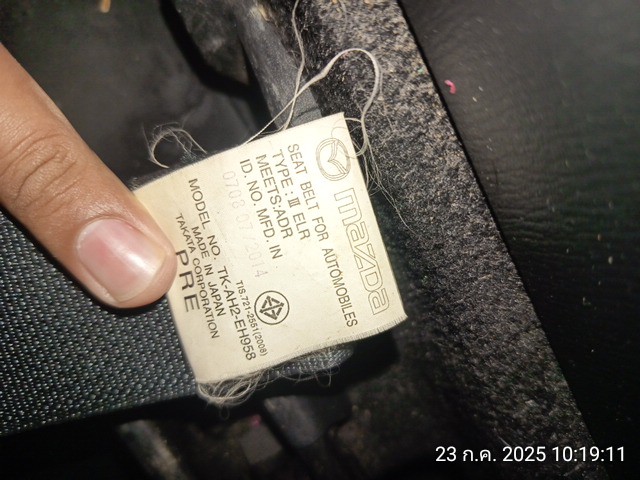 mazda
SEAT BELT FOR AUTOMOBILES
TYPE : III ELR
MEETS:ADR
ID. NO. MFD. IN
0708 07/2014
TIS.721-2551(2008)
MODEL NO. TK-AH2-EH958
MADE IN JAPAN
TAKATA CORPORATION
PRE
23 ก.ค. 2025 10:19:11